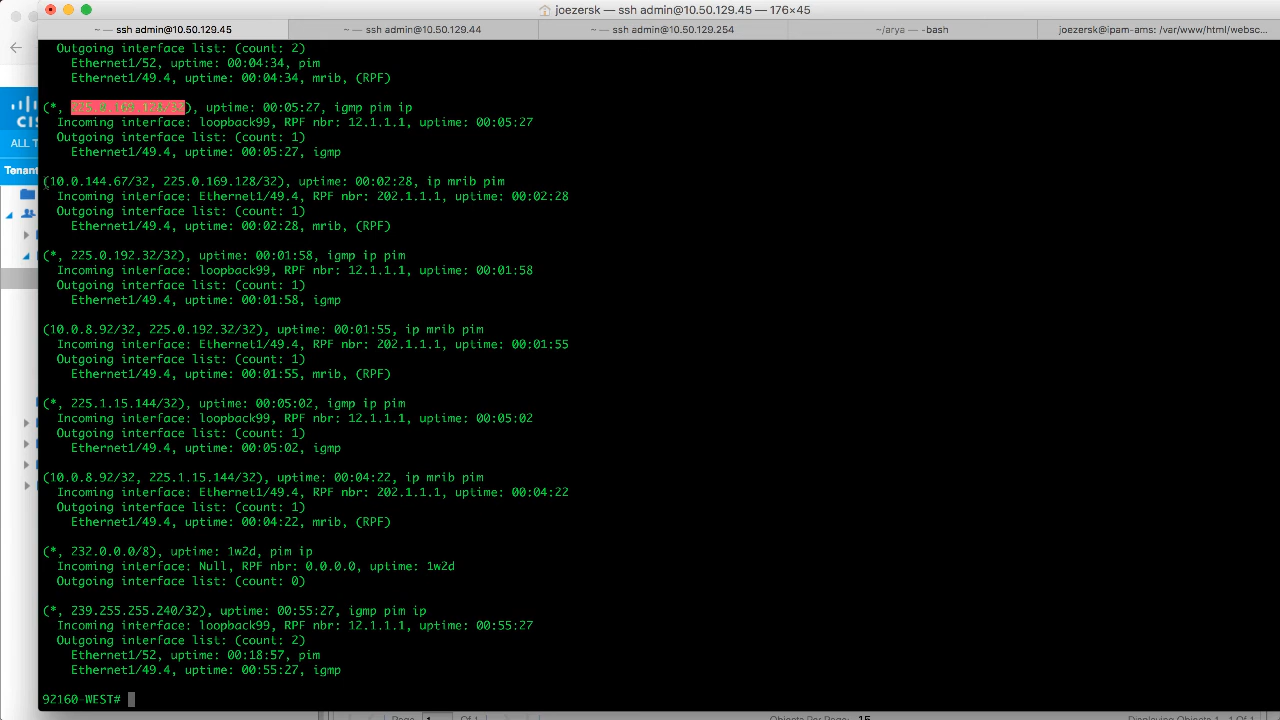 joezersk — ssh admin@10.50.129.45 — 176×45
~ — ssh admin@10.50.129.45
~ — ssh admin@10.50.129.44
~ — ssh admin@10.50.129.254
~/arya — -bash
joezersk@ipam-ams: /var/www/html/websc...
CIS
ALL T
Tenant
Outgoing interface list: (count: 2)
Ethernet1/52, uptime: 00:04:34, pim
Ethernet1/49.4, uptime: 00:04:34, mrib, (RPF)
(*, 225.0.169.128/32), uptime: 00:05:27, igmp pim ip
Incoming interface: loopback99, RPF nbr: 12.1.1.1, uptime: 00:05:27
Outgoing interface list: (count: 1)
Ethernet1/49.4, uptime: 00:05:27, igmp
(10.0.144.67/32, 225.0.169.128/32), uptime: 00:02:28, ip mrib pim
Incoming interface: Ethernet1/49.4, RPF nbr: 202.1.1.1, uptime: 00:02:28
Outgoing interface list: (count: 1)
Ethernet1/49.4, uptime: 00:02:28, mrib, (RPF)
(*, 225.0.192.32/32), uptime: 00:01:58, igmp ip pim
Incoming interface: loopback99, RPF nbr: 12.1.1.1, uptime: 00:01:58
Outgoing interface list: (count: 1)
Ethernet1/49.4, uptime: 00:01:58, igmp
(10.0.8.92/32, 225.0.192.32/32), uptime: 00:01:55, ip mrib pim
Incoming interface: Ethernet1/49.4, RPF nbr: 202.1.1.1, uptime: 00:01:55
Outgoing interface list: (count: 1)
Ethernet1/49.4, uptime: 00:01:55, mrib, (RPF)
(*, 225.1.15.144/32), uptime: 00:05:02, igmp ip pim
Incoming interface: loopback99, RPF nbr: 12.1.1.1, uptime: 00:05:02
Outgoing interface list: (count: 1)
Ethernet1/49.4, uptime: 00:05:02, igmp
(10.0.8.92/32, 225.1.15.144/32), uptime: 00:04:22, ip mrib pim
Incoming interface: Ethernet1/49.4, RPF nbr: 202.1.1.1, uptime: 00:04:22
Outgoing interface list: (count: 1)
Ethernet1/49.4, uptime: 00:04:22, mrib, (RPF)
(*, 232.0.0.0/8), uptime: 1w2d, pim ip
Incoming interface: Null, RPF nbr: 0.0.0.0, uptime: 1w2d
Outgoing interface list: (count: 0)
(*, 239.255.255.240/32), uptime: 00:55:27, igmp pim ip
Incoming interface: loopback99, RPF nbr: 12.1.1.1, uptime: 00:55:27
Outgoing interface list: (count: 2)
Ethernet1/52, uptime: 00:18:57, pim
Ethernet1/49.4, uptime: 00:55:27, igmp
92160-WEST#
Page 1 Of 1 Objects Per Page: 15